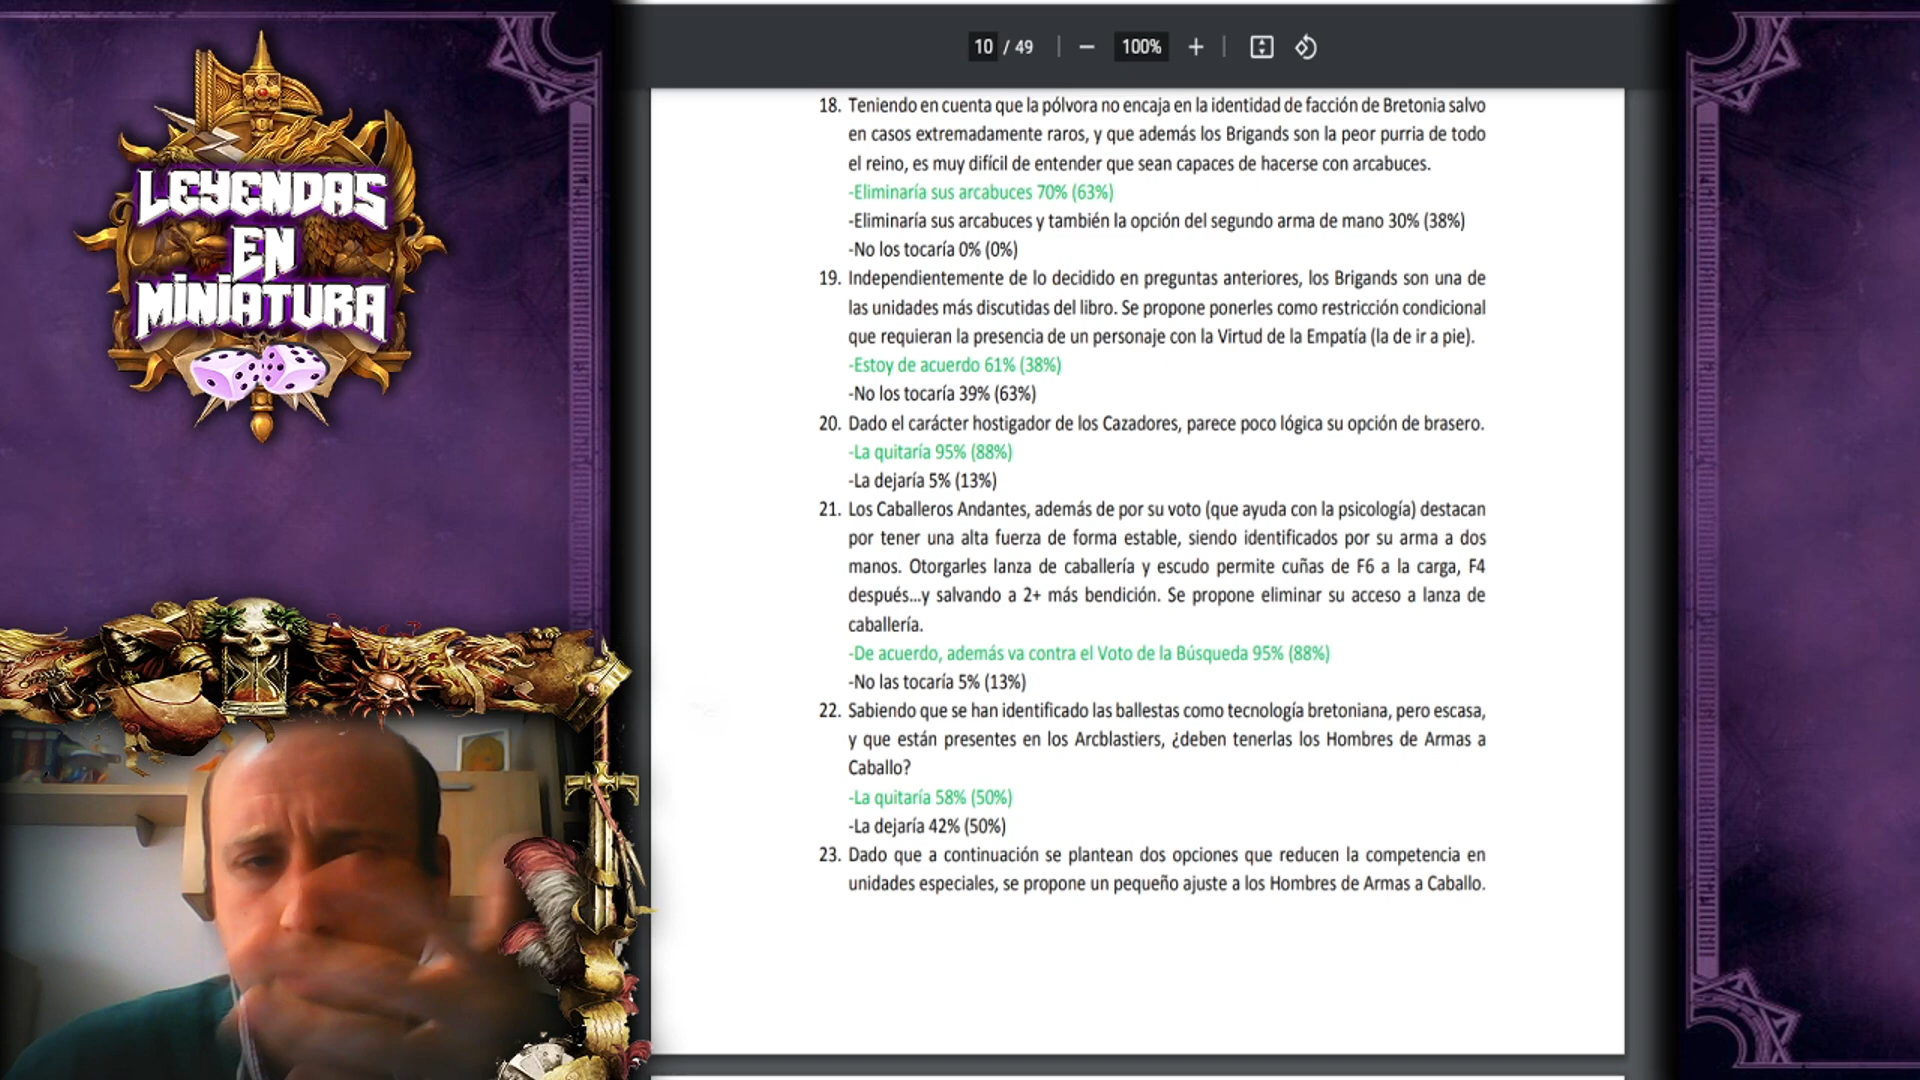 LEYENDAS
EN
MINIATURA
10 / 49
100%
18. Teniendo en cuenta que la pólvora no encaja en la identidad de facción de Bretonia salvo
en casos extremadamente raros, y que además los Brigands son la peor purria de todo
el reino, es muy difícil de entender que sean capaces de hacerse con arcabuces.
-Eliminaría sus arcabuces 70% (63%)
-Eliminaría sus arcabuces y también la opción del segundo arma de mano 30% (38%)
-No los tocaría 0% (0%)
19. Independientemente de lo decidido en preguntas anteriores, los Brigands son una de
las unidades más discutidas del libro. Se propone ponerles como restricción condicional
que requieran la presencia de un personaje con la Virtud de la Empatía (la de ir a pie).
-Estoy de acuerdo 61% (38%)
-No los tocaría 39% (63%)
20. Dado el carácter hostigador de los Cazadores, parece poco lógica su opción de brasero.
-La quitaría 95% (88%)
-La dejaría 5% (13%)
21. Los Caballeros Andantes, además de por su voto (que ayuda con la psicología) destacan
por tener una alta fuerza de forma estable, siendo identificados por su arma a dos
manos. Otorgarles lanza de caballería y escudo permite cuñas de F6 a la carga, F4
después...y salvando a 2+ más bendición. Se propone eliminar su acceso a lanza de
caballería.
-De acuerdo, además va contra el Voto de la Búsqueda 95% (88%)
-No las tocaría 5% (13%)
22. Sabiendo que se han identificado las ballestas como tecnología bretoniana, pero escasa,
y que están presentes en los Arcblastiers, ¿deben tenerlas los Hombres de Armas a
Caballo?
-La quitaría 58% (50%)
-La dejaría 42% (50%)
23. Dado que a continuación se plantean dos opciones que reducen la competencia en
unidades especiales, se propone un pequeño ajuste a los Hombres de Armas a Caballo.